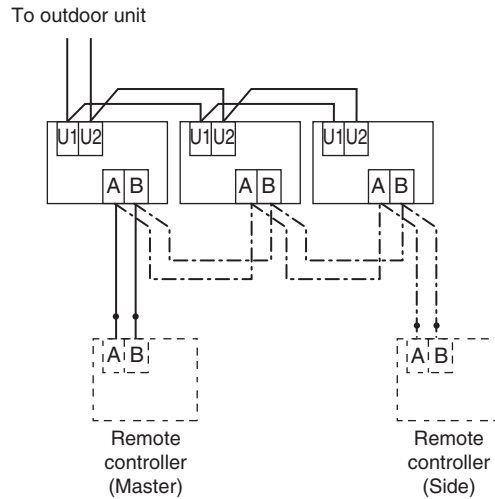 To outdoor unit
U1 U2 U1 U2 U1 U2
A B A B A B
A B A B
Remote controller (Master)
Remote controller (Side)